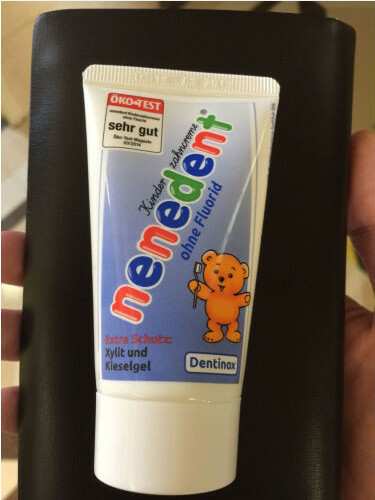 ÖKO-TEST
sehr gut
Kinder zahncreme
nenedent®
ohne Fluorid
Extra Schutz:
Xylit und
Kieselgel
Dentinox